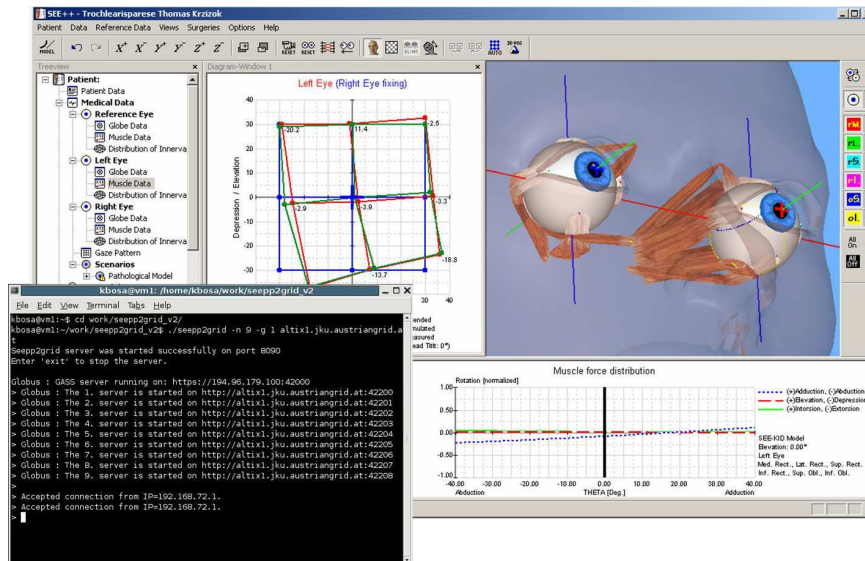 SEE++ - Trochlearisparese Thomas Krzizok
Patient Data Reference Data Views Surgeries Options Help
MODEL X+ X- Y+ Y- Z+ Z- RESET RESET AUTO
Treeview
Patient:
Patient Data
Medical Data
Reference Eye
Globe Data
Muscle Data
Distribution of Innerva
Left Eye
Globe Data
Muscle Data
Distribution of Innerva
Right Eye
Globe Data
Muscle Data
Distribution of Innerva
Gaze Pattern
Scenarios
Pathological Model
Diagram-Window 1
Left Eye (Right Eye fixing)
Depression / Elevation
40
30
20
10
0
-10
-20
-30
-20.2
11.4
-2.5
-2.9
-3.9
-3.3
-13.7
-18.8
30 40
ended
ulated
asured
ead Titlt: 0°)
rM.
rL.
rS.
rI.
oS.
oI.
All
On
All
Off
kbosa@vm1: /home/kbosa/work/seepp2grid_v2
File Edit View Terminal Tabs Help
kbosa@vm1:~$ cd work/seepp2grid_v2/
kbosa@vm1:~/work/seepp2grid_v2$ ./seepp2grid -n 9 -g 1 altix1.jku.austriangrid.a
t
Seepp2grid server was started successfully on port 8090
Enter 'exit' to stop the server.
Globus : GASS server running on: https://194.96.179.100:42000
> Globus : The 1. server is started on http://altix1.jku.austriangrid.at:42200
> Globus : The 2. server is started on http://altix1.jku.austriangrid.at:42201
> Globus : The 3. server is started on http://altix1.jku.austriangrid.at:42202
> Globus : The 4. server is started on http://altix1.jku.austriangrid.at:42203
> Globus : The 5. server is started on http://altix1.jku.austriangrid.at:42204
> Globus : The 6. server is started on http://altix1.jku.austriangrid.at:42205
> Globus : The 7. server is started on http://altix1.jku.austriangrid.at:42206
> Globus : The 8. server is started on http://altix1.jku.austriangrid.at:42207
> Globus : The 9. server is started on http://altix1.jku.austriangrid.at:42208
>
> Accepted connection from IP=192.168.72.1.
> Accepted connection from IP=192.168.72.1.
>
Muscle force distribution
Rotation [normalized]
1.00
0.50
0.00
-0.50
-1.00
-40.00 -30.00 -20.00 -10.00 0.00 10.00 20.00 30.00 40.00
Abduction THETA [Deg.] Adduction
(+)Adduction, (-)Abduction
(+)Elevation, (-)Depression
(+)Intorsion, (-)Extorsion
SEE-KID Model
Elevation: 0.00°
Left Eye
Med. Rect., Lat. Rect., Sup. Rect.
Inf. Rect., Sup. Obl., Inf. Obl.